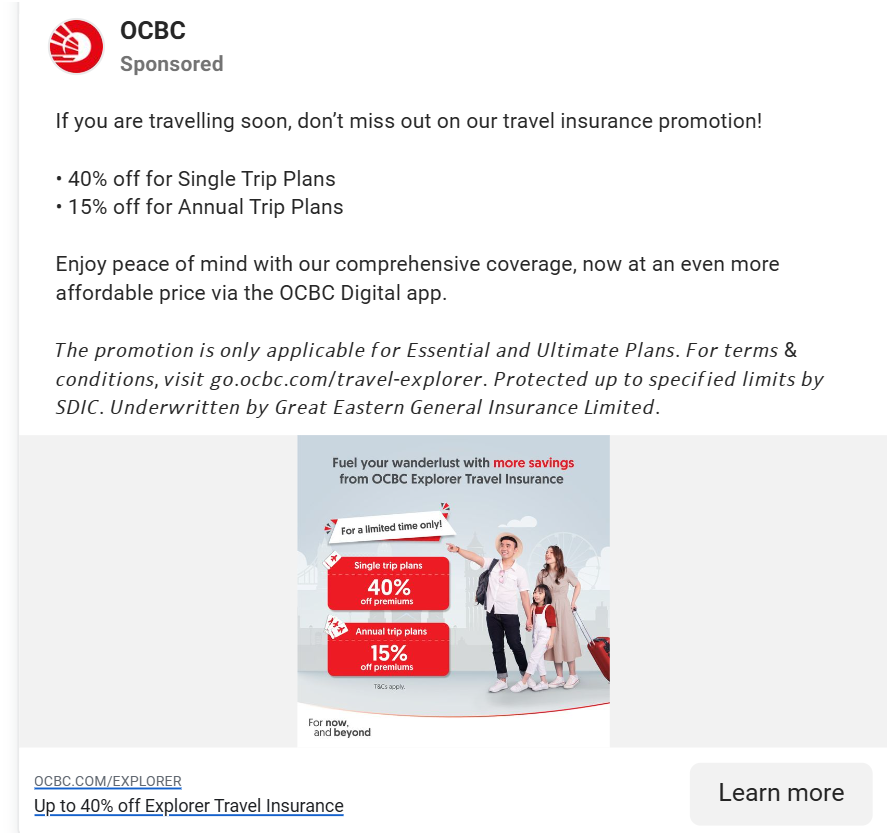 OCBC
Sponsored
If you are travelling soon, don’t miss out on our travel insurance promotion!
• 40% off for Single Trip Plans
• 15% off for Annual Trip Plans
Enjoy peace of mind with our comprehensive coverage, now at an even more
affordable price via the OCBC Digital app.
The promotion is only applicable for Essential and Ultimate Plans. For terms &
conditions, visit go.ocbc.com/travel-explorer. Protected up to specified limits by
SDIC. Underwritten by Great Eastern General Insurance Limited.
Fuel your wanderlust with more savings
from OCBC Explorer Travel Insurance
For a limited time only!
Single trip plans
40%
off premiums
Annual trip plans
15%
off premiums
T&Cs apply.
For now,
and beyond
OCBC.COM/EXPLORER
Up to 40% off Explorer Travel Insurance
Learn more